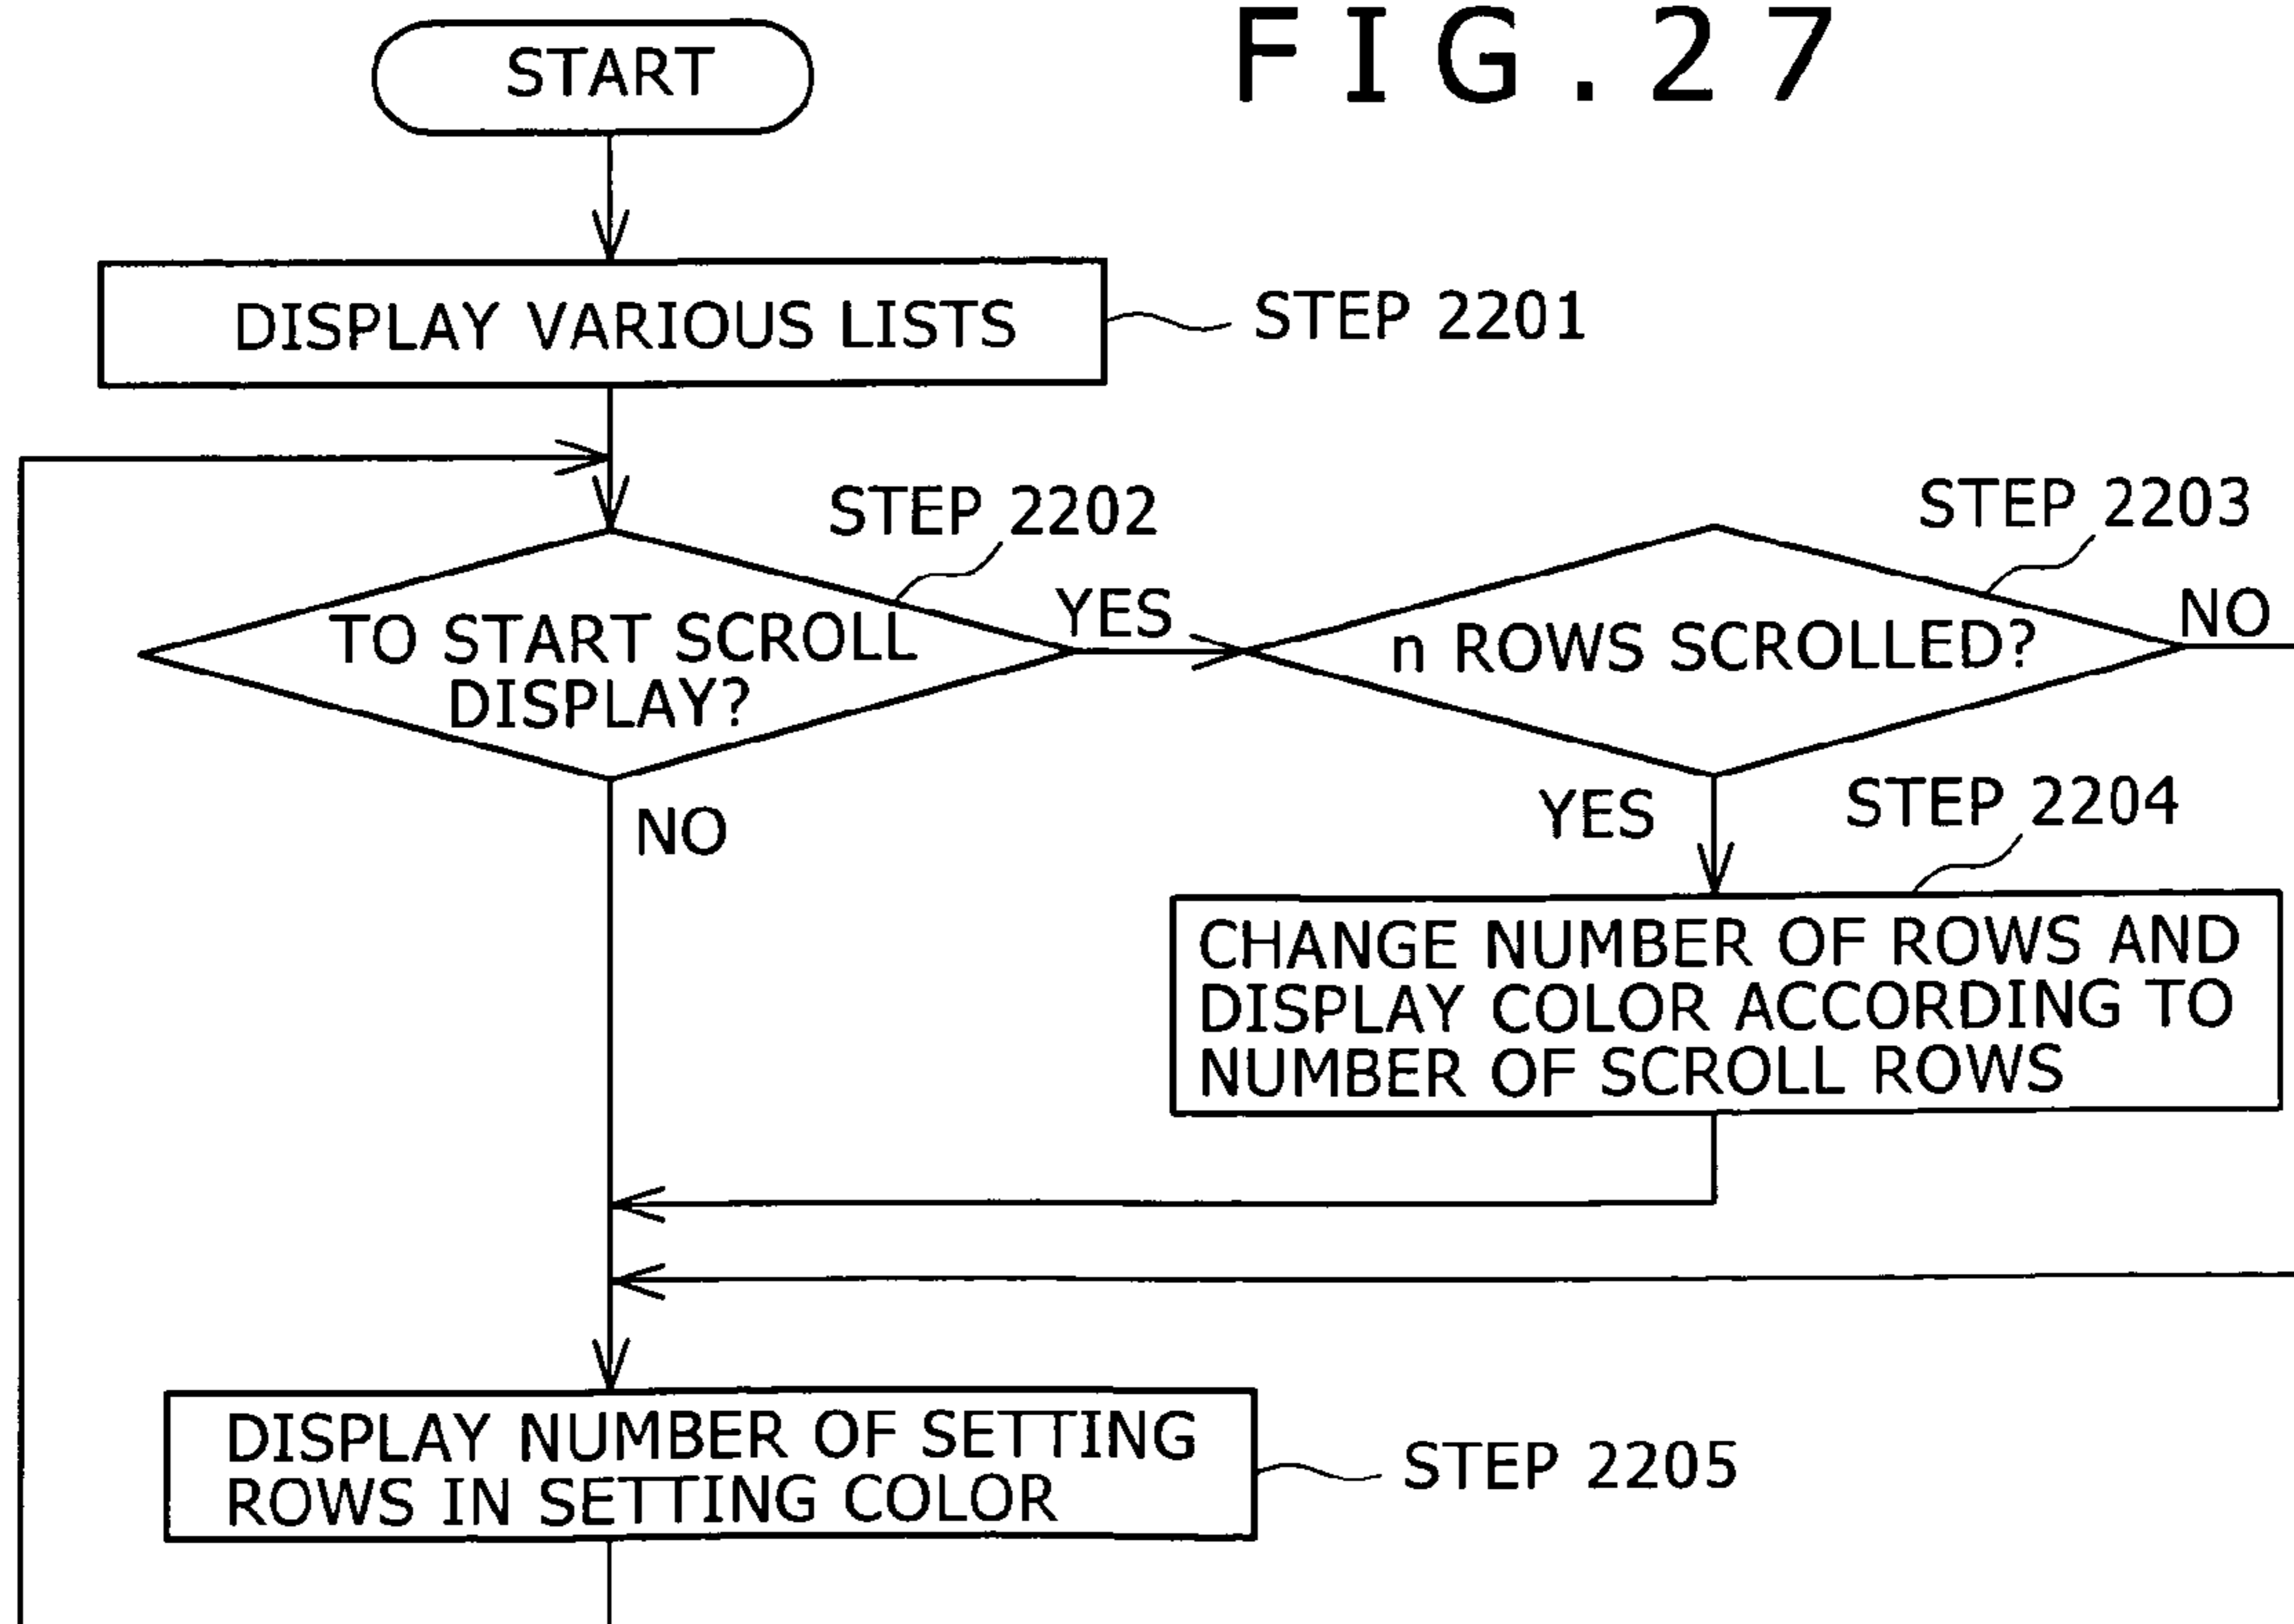 FIG.27
START
DISPLAY VARIOUS LISTS
STEP 2201
STEP 2202
TO START SCROLL
DISPLAY?
YES
NO
STEP 2203
n ROWS SCROLLED?
NO
YES
STEP 2204
CHANGE NUMBER OF ROWS AND
DISPLAY COLOR ACCORDING TO
NUMBER OF SCROLL ROWS
DISPLAY NUMBER OF SETTING
ROWS IN SETTING COLOR
STEP 2205